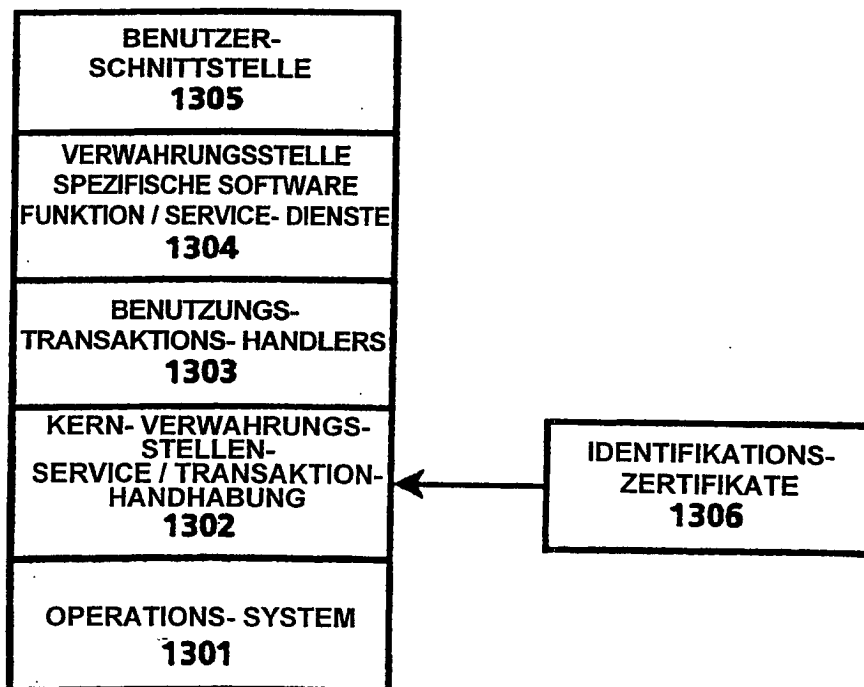 BENUTZER-
SCHNITTSTELLE
1305
VERWAHRUNGSSTELLE
SPEZIFISCHE SOFTWARE
FUNKTION / SERVICE- DIENSTE
1304
BENUTZUNGS-
TRANSAKTIONS- HANDLERS
1303
KERN- VERWAHRUNGS-
STELLEN-
SERVICE / TRANSAKTION-
HANDHABUNG
1302
OPERATIONS- SYSTEM
1301
IDENTIFIKATIONS-
ZERTIFIKATE
1306